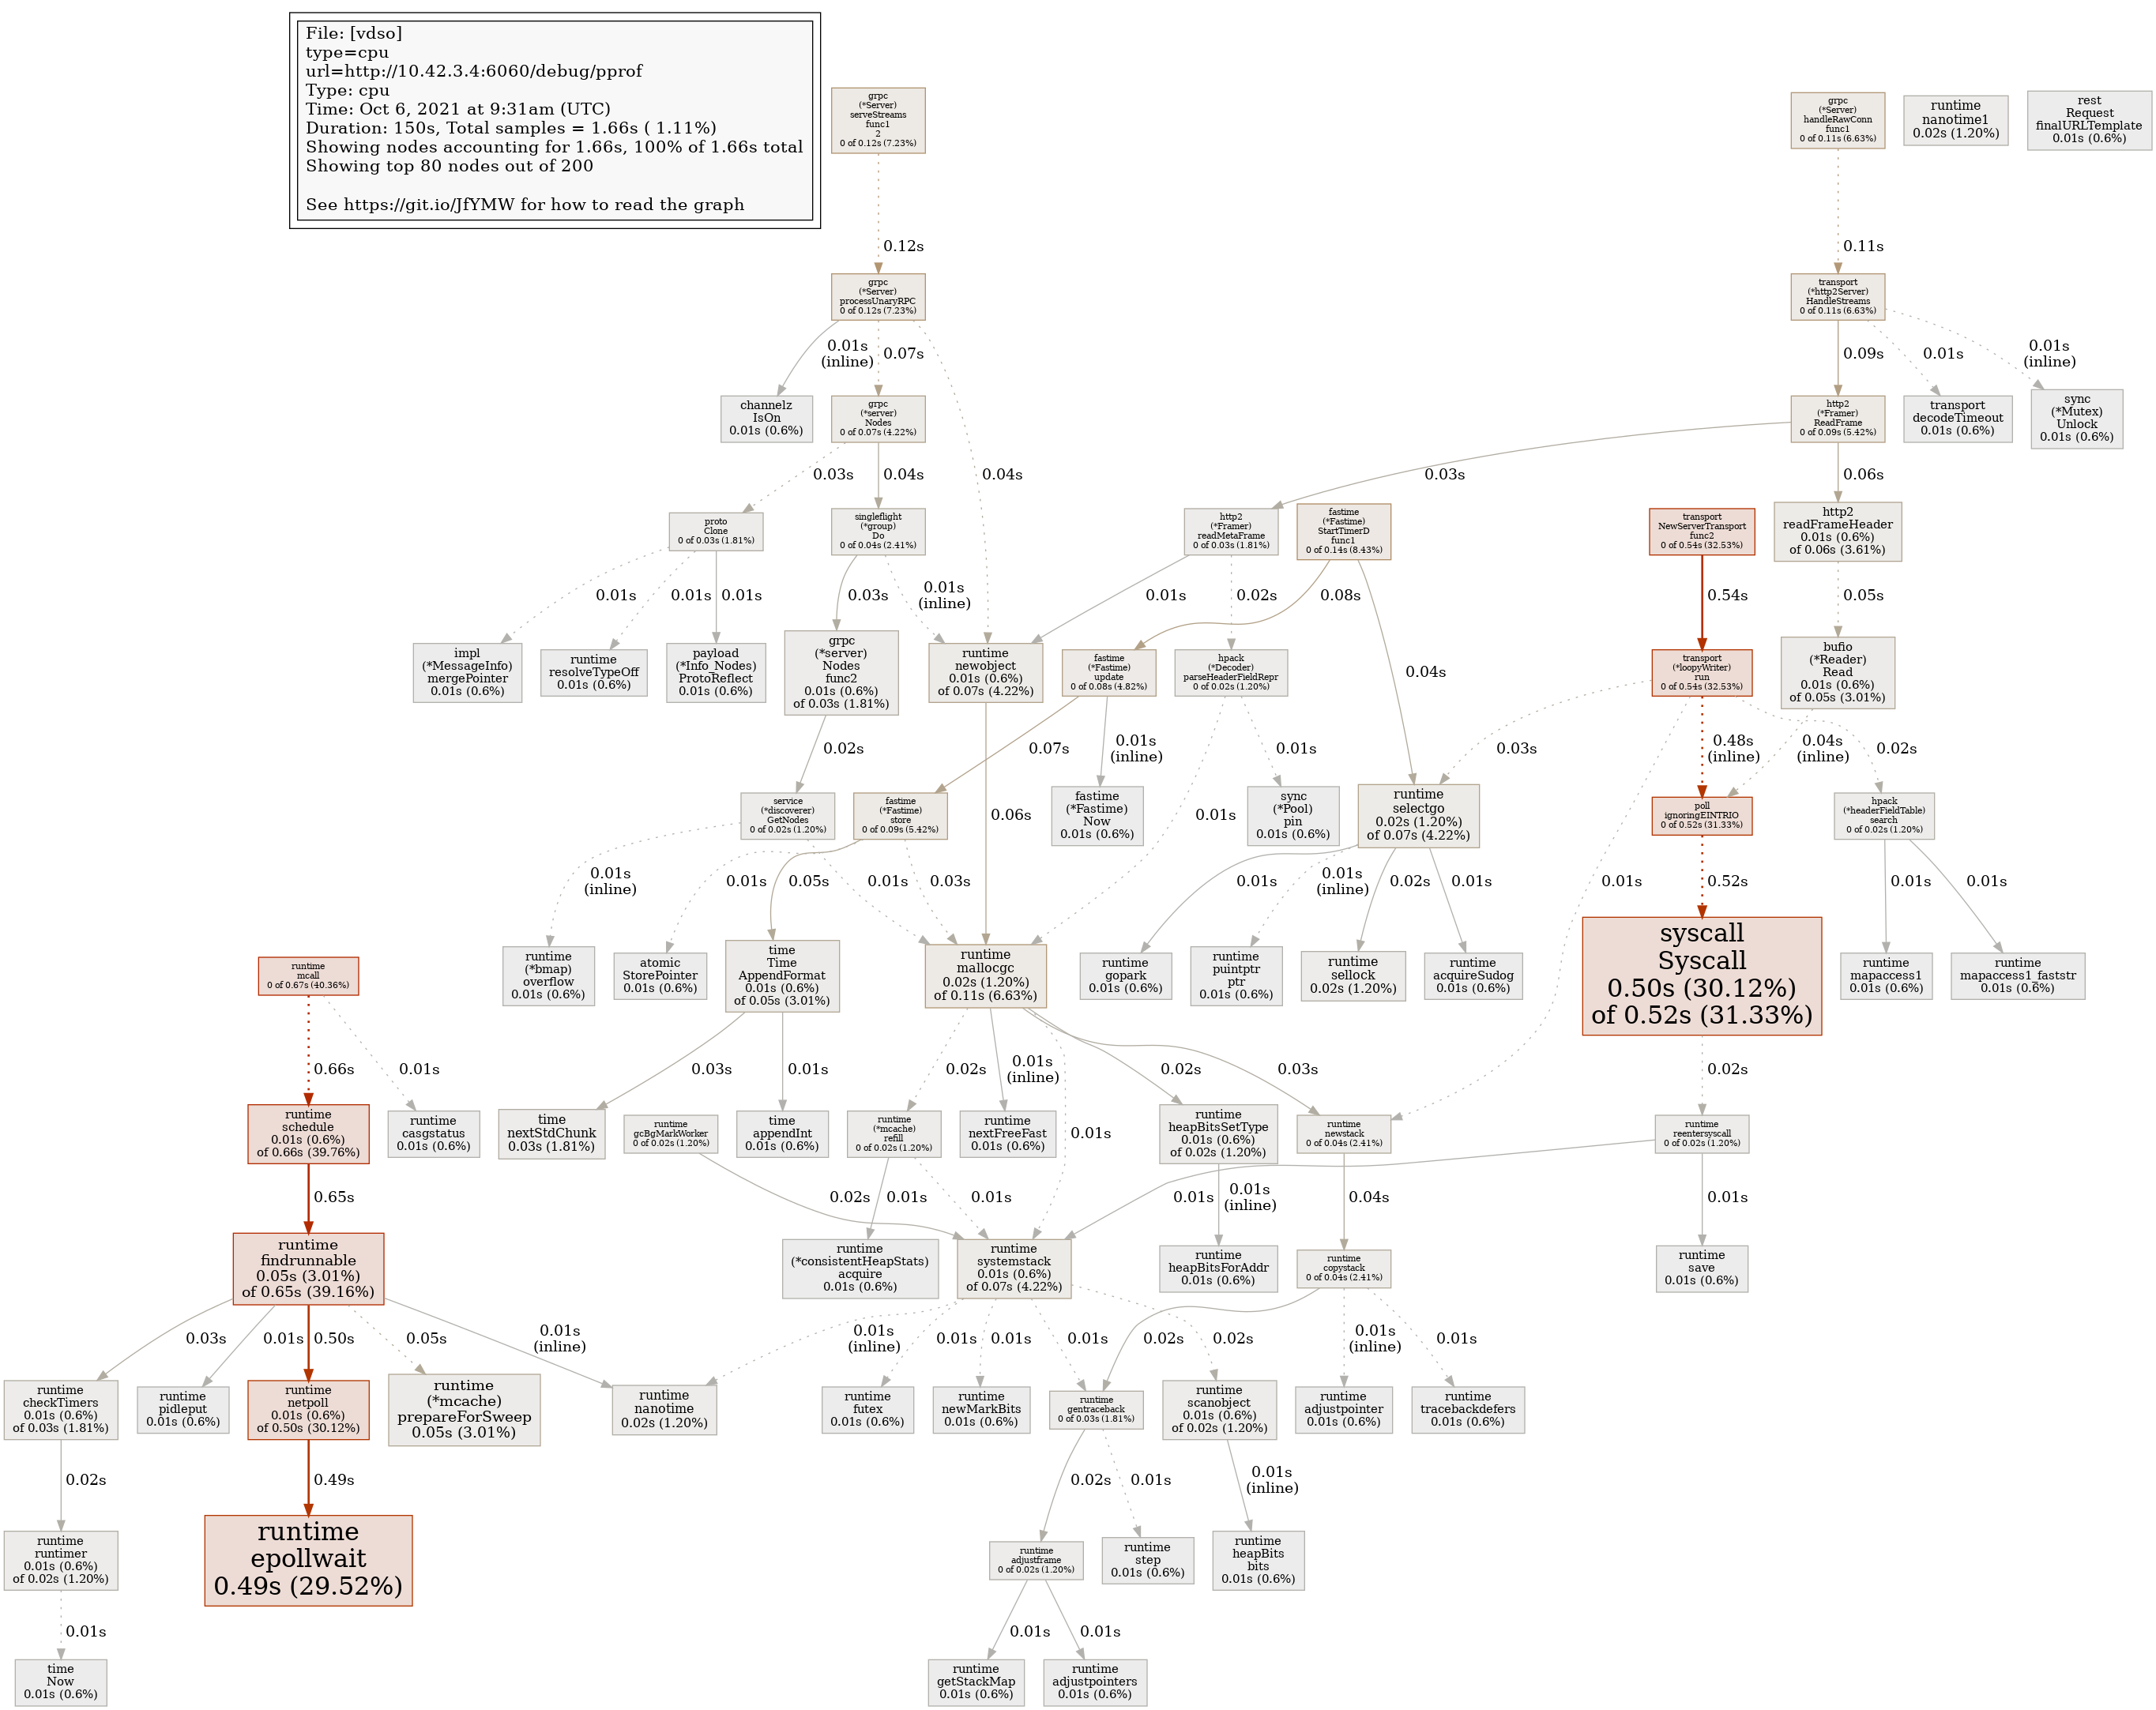 File: [vdso]
type=cpu
url=http://10.42.3.4:6060/debug/pprof
Type: cpu
Time: Oct 6, 2021 at 9:31am (UTC)
Duration: 150s, Total samples = 1.66s ( 1.11%)
Showing nodes accounting for 1.66s, 100% of 1.66s total
Showing top 80 nodes out of 200
See https://git.io/JfYMW for how to read the graph
grpc
(*Server)
serveStreams
func1
2
0 of 0.12s (7.23%)
grpc
(*Server)
handleRawConn
func1
0 of 0.11s (6.63%)
runtime
nanotime1
0.02s (1.20%)
rest
Request
finalURLTemplate
0.01s (0.6%)
0.12s
0.11s
grpc
(*Server)
processUnaryRPC
0 of 0.12s (7.23%)
transport
(*http2Server)
HandleStreams
0 of 0.11s (6.63%)
0.01s
(inline)
0.07s
0.04s
0.09s
0.01s
0.01s
(inline)
channelz
IsOn
0.01s (0.6%)
grpc
(*server)
Nodes
0 of 0.07s (4.22%)
http2
(*Framer)
ReadFrame
0 of 0.09s (5.42%)
transport
decodeTimeout
0.01s (0.6%)
sync
(*Mutex)
Unlock
0.01s (0.6%)
0.03s
0.04s
0.03s
0.06s
proto
Clone
0 of 0.03s (1.81%)
singleflight
(*group)
Do
0 of 0.04s (2.41%)
http2
(*Framer)
readMetaFrame
0 of 0.03s (1.81%)
fastime
(*Fastime)
StartTimerD
func1
0 of 0.14s (8.43%)
transport
NewServerTransport
func2
0 of 0.54s (32.53%)
http2
readFrameHeader
0.01s (0.6%)
of 0.06s (3.61%)
0.01s
0.01s
0.01s
0.03s
0.01s
(inline)
0.01s
0.02s
0.08s
0.04s
0.54s
0.05s
impl
(*MessageInfo)
mergePointer
0.01s (0.6%)
runtime
resolveTypeOff
0.01s (0.6%)
payload
(*Info_Nodes)
ProtoReflect
0.01s (0.6%)
grpc
(*server)
Nodes
func2
0.01s (0.6%)
of 0.03s (1.81%)
runtime
newobject
0.01s (0.6%)
of 0.07s (4.22%)
fastime
(*Fastime)
update
0 of 0.08s (4.82%)
hpack
(*Decoder)
parseHeaderFieldRepr
0 of 0.02s (1.20%)
transport
(*loopyWriter)
run
0 of 0.54s (32.53%)
bufio
(*Reader)
Read
0.01s (0.6%)
of 0.05s (3.01%)
0.02s
0.06s
0.07s
0.01s
(inline)
0.01s
0.01s
0.03s
0.01s
0.48s
(inline)
0.02s
0.04s
(inline)
service
(*discoverer)
GetNodes
0 of 0.02s (1.20%)
fastime
(*Fastime)
store
0 of 0.09s (5.42%)
fastime
(*Fastime)
Now
0.01s (0.6%)
sync
(*Pool)
pin
0.01s (0.6%)
runtime
selectgo
0.02s (1.20%)
of 0.07s (4.22%)
poll
ignoringEINTRIO
0 of 0.52s (31.33%)
hpack
(*headerFieldTable)
search
0 of 0.02s (1.20%)
0.01s
(inline)
0.01s
0.01s
0.05s
0.03s
0.01s
0.01s
(inline)
0.02s
0.01s
0.52s
0.01s
0.01s
runtime
mcall
0 of 0.67s (40.36%)
runtime
(*bmap)
overflow
0.01s (0.6%)
atomic
StorePointer
0.01s (0.6%)
time
Time
AppendFormat
0.01s (0.6%)
of 0.05s (3.01%)
runtime
mallocgc
0.02s (1.20%)
of 0.11s (6.63%)
runtime
gopark
0.01s (0.6%)
runtime
puintptr
ptr
0.01s (0.6%)
runtime
sellock
0.02s (1.20%)
runtime
acquireSudog
0.01s (0.6%)
syscall
Syscall
0.50s (30.12%)
of 0.52s (31.33%)
runtime
mapaccess1
0.01s (0.6%)
runtime
mapaccess1_faststr
0.01s (0.6%)
0.66s
0.01s
0.03s
0.01s
0.02s
0.01s
(inline)
0.01s
0.02s
0.03s
0.02s
runtime
schedule
0.01s (0.6%)
of 0.66s (39.76%)
runtime
casgstatus
0.01s (0.6%)
time
nextStdChunk
0.03s (1.81%)
runtime
gcBgMarkWorker
0 of 0.02s (1.20%)
time
appendInt
0.01s (0.6%)
runtime
(*mcache)
refill
0 of 0.02s (1.20%)
runtime
nextFreeFast
0.01s (0.6%)
runtime
heapBitsSetType
0.01s (0.6%)
of 0.02s (1.20%)
runtime
newstack
0 of 0.04s (2.41%)
runtime
reentersyscall
0 of 0.02s (1.20%)
0.65s
0.02s
0.01s
0.01s
0.01s
0.01s
(inline)
0.04s
0.01s
runtime
findrunnable
0.05s (3.01%)
of 0.65s (39.16%)
runtime
(*consistentHeapStats)
acquire
0.01s (0.6%)
runtime
systemstack
0.01s (0.6%)
of 0.07s (4.22%)
runtime
heapBitsForAddr
0.01s (0.6%)
runtime
copystack
0 of 0.04s (2.41%)
runtime
save
0.01s (0.6%)
0.03s
0.01s
0.50s
0.05s
0.01s
(inline)
0.01s
(inline)
0.01s
0.01s
0.01s
0.02s
0.02s
0.01s
(inline)
0.01s
runtime
checkTimers
0.01s (0.6%)
of 0.03s (1.81%)
runtime
pidleput
0.01s (0.6%)
runtime
netpoll
0.01s (0.6%)
of 0.50s (30.12%)
runtime
(*mcache)
prepareForSweep
0.05s (3.01%)
runtime
nanotime
0.02s (1.20%)
runtime
futex
0.01s (0.6%)
runtime
newMarkBits
0.01s (0.6%)
runtime
gentraceback
0 of 0.03s (1.81%)
runtime
scanobject
0.01s (0.6%)
of 0.02s (1.20%)
runtime
adjustpointer
0.01s (0.6%)
runtime
tracebackdefers
0.01s (0.6%)
0.02s
0.49s
0.02s
0.01s
0.01s
(inline)
runtime
runtimer
0.01s (0.6%)
of 0.02s (1.20%)
runtime
epollwait
0.49s (29.52%)
runtime
adjustframe
0 of 0.02s (1.20%)
runtime
step
0.01s (0.6%)
runtime
heapBits
bits
0.01s (0.6%)
0.01s
0.01s
0.01s
time
Now
0.01s (0.6%)
runtime
getStackMap
0.01s (0.6%)
runtime
adjustpointers
0.01s (0.6%)